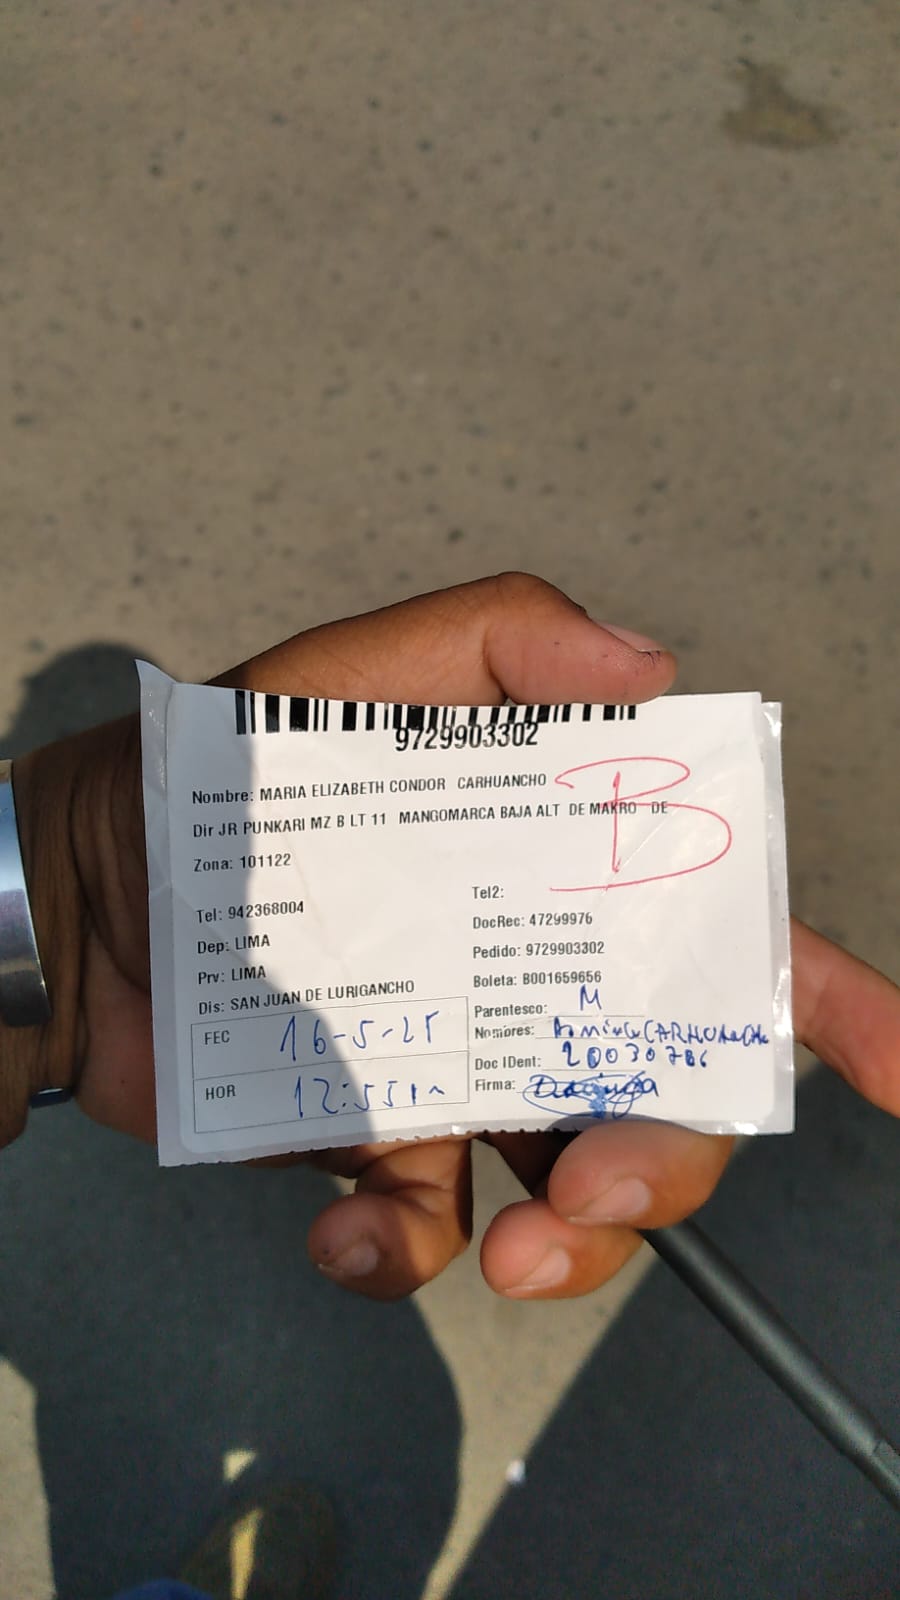 9729903302
Nombre: MARIA ELIZABETH CONDOR CARHUANCHO
Dir JR PUNKARI MZ B LT 11 MANGOMARCA BAJA ALT DE MAKRO DE
B
Zona: 101122
Tel: 942368004
Tel2:
Dep: LIMA
DocRec: 47299976
Prv: LIMA
Pedido: 9729903302
Dis: SAN JUAN DE LURIGANCHO
Boleta: B001659656
Parentesco: M
FEC 16-5-25
Nombres:
Doc IDent: 20030786
HOR 12:55
Firma: